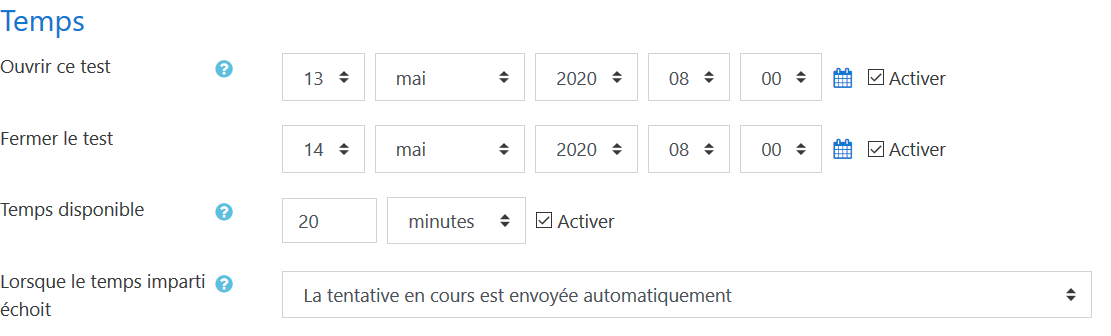 Temps
Ouvrir ce test ? 13 mai 2020 08 00 Activer
Fermer le test 14 mai 2020 08 00 Activer
Temps disponible ? 20 minutes Activer
Lorsque le temps imparti ? La tentative en cours est envoyée automatiquement
échoit